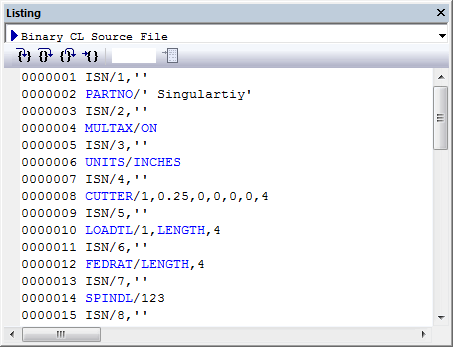 Listing
Binary CL Source File
0000001 ISN/1,''
0000002 PARTNO/' Singulartiy'
0000003 ISN/2,''
0000004 MULTAX/ON
0000005 ISN/3,''
0000006 UNITS/INCHES
0000007 ISN/4,''
0000008 CUTTER/1,0.25,0,0,0,0,4
0000009 ISN/5,''
0000010 LOADTL/1,LENGTH,4
0000011 ISN/6,''
0000012 FEDRAT/LENGTH,4
0000013 ISN/7,''
0000014 SPINDL/123
0000015 ISN/8,''